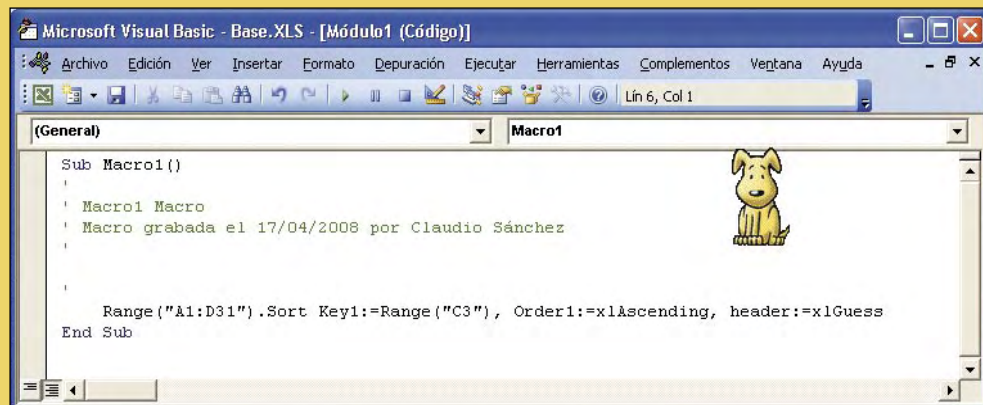 Microsoft Visual Basic - Base.XLS - [Módulo1 (Código)]
Archivo Edición Ver Insertar Formato Depuración Ejecutar Herramientas Complementos Ventana Ayuda
Lín 6, Col 1
(General) Macro1
Sub Macro1()
'
' Macro1 Macro
' Macro grabada el 17/04/2008 por Claudio Sánchez
'
'
Range("A1:D31").Sort Key1:=Range("C3"), Order1:=xlAscending, header:=xlGuess
End Sub